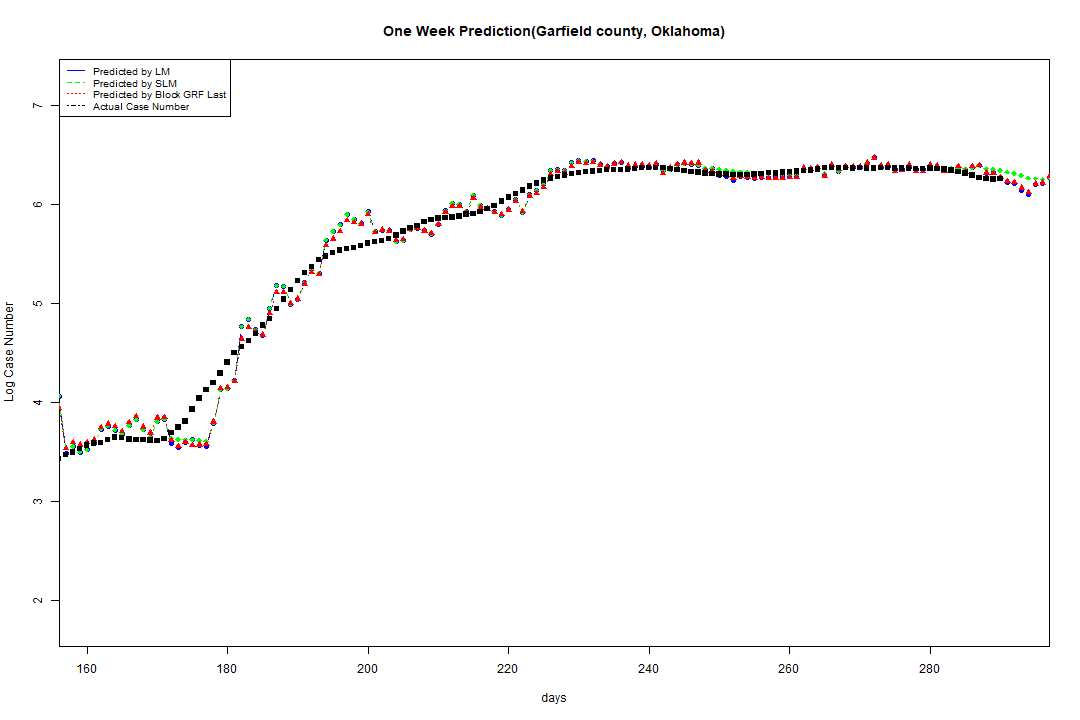 One Week Prediction(Garfield county, Oklahoma)
Predicted by LM
Predicted by SLM
Predicted by Block GRF Last
Actual Case Number
7
6
5
4
3
2
Log Case Number
160 180 200 220 240 260 280
days